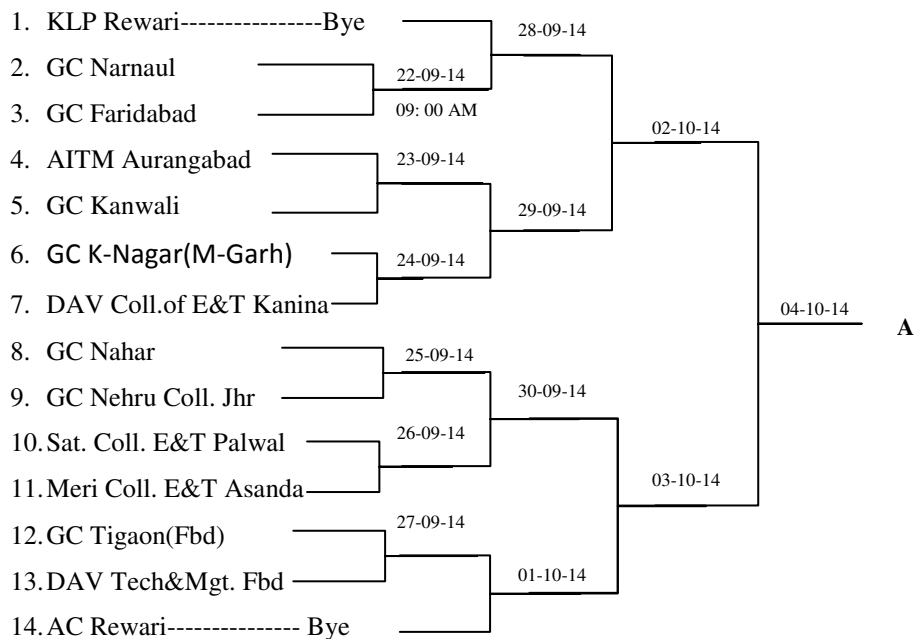 1. KLP Rewari----------------Bye
28-09-14
2. GC Narnaul
22-09-14
3. GC Faridabad
09: 00 AM
02-10-14
4. AITM Aurangabad
23-09-14
5. GC Kanwali
29-09-14
6. GC K-Nagar(M-Garh)
24-09-14
7. DAV Coll.of E&T Kanina
04-10-14
A
8. GC Nahar
25-09-14
9. GC Nehru Coll. Jhr
30-09-14
10. Sat. Coll. E&T Palwal
26-09-14
11. Meri Coll. E&T Asanda
03-10-14
12. GC Tigaon(Fbd)
27-09-14
13. DAV Tech&Mgt. Fbd
01-10-14
14. AC Rewari--------------- Bye